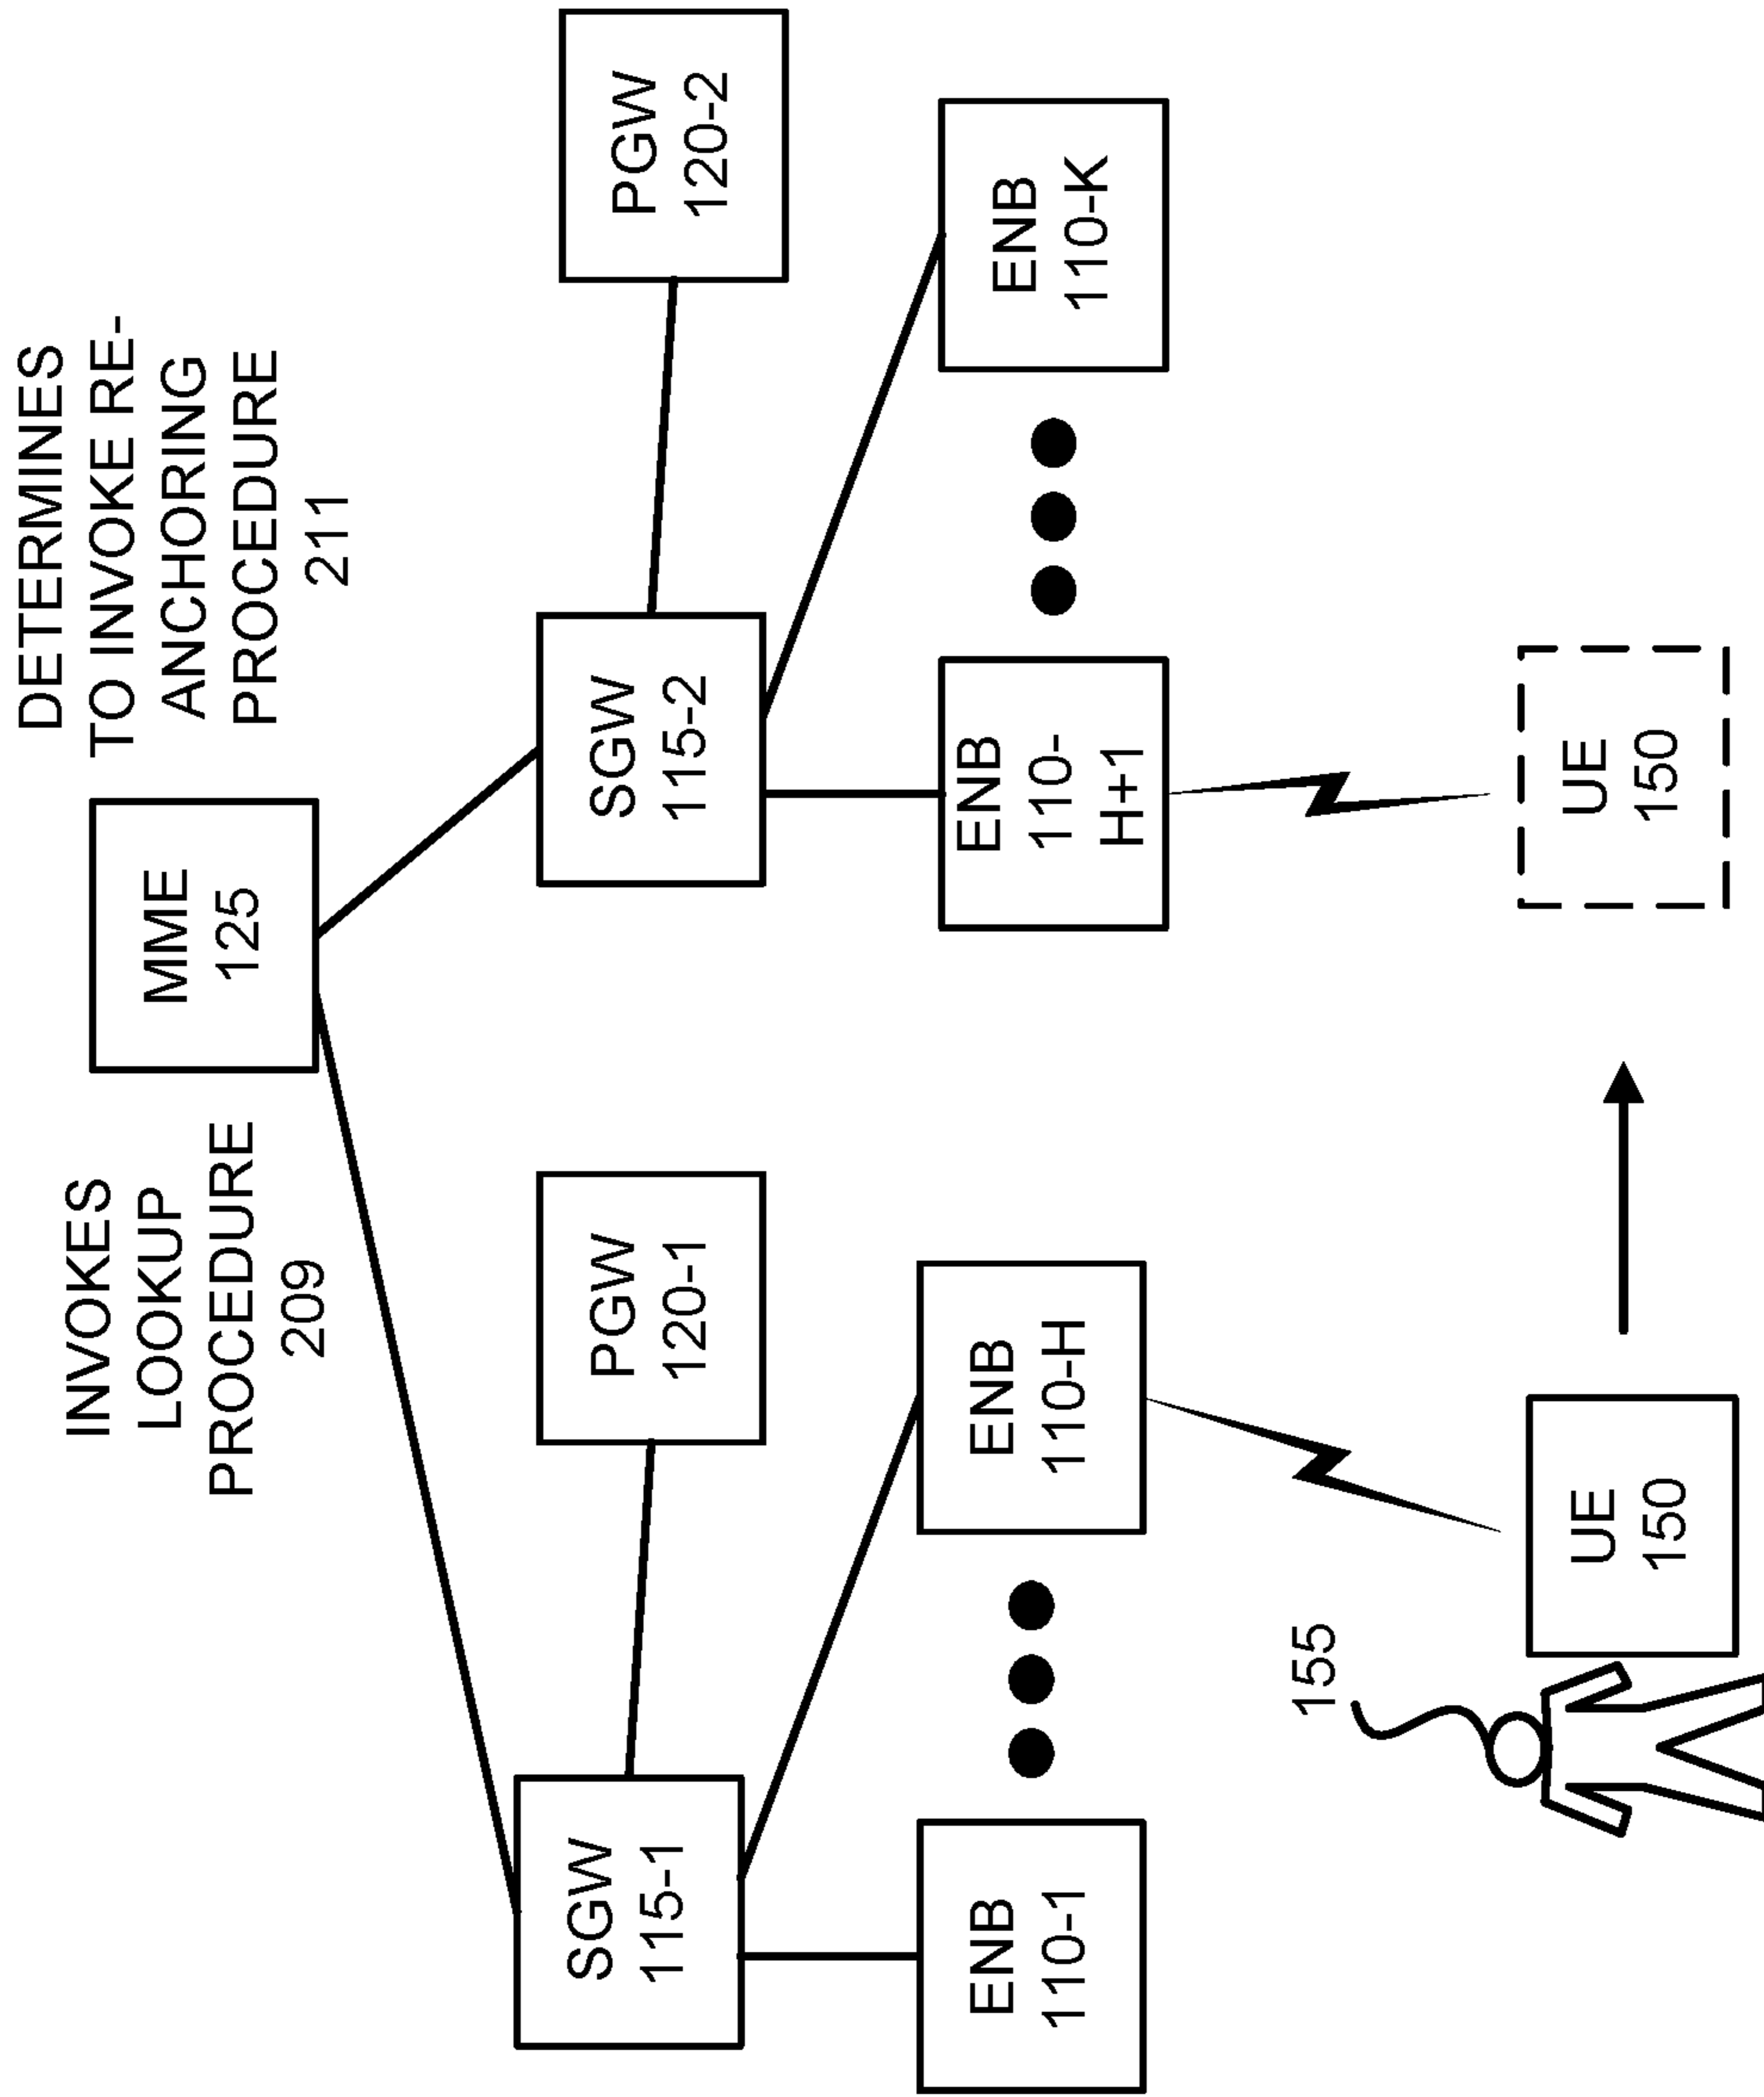 INVOKES
LOOKUP
PROCEDURE
209
MME
125
DETERMINES
TO INVOKE RE-
ANCHORING
PROCEDURE
211
SGW
115-1
PGW
120-1
SGW
115-2
PGW
120-2
ENB
110-1
ENB
110-H
ENB
110-
H+1
ENB
110-K
155
UE
150
UE
150